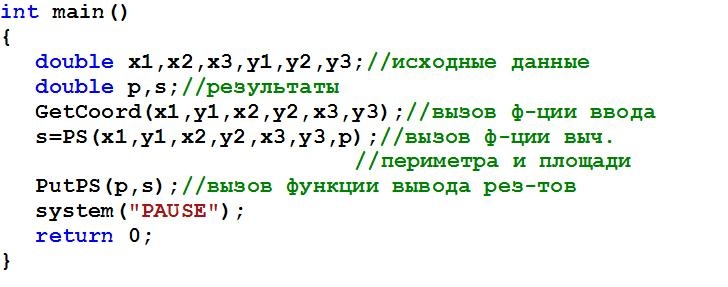 int main()
{
double x1,x2,x3,y1,y2,y3;//исходные данные
double p,s;//результаты
GetCoord(x1,y1,x2,y2,x3,y3);//вызов ф-ции ввода
s=PS(x1,y1,x2,y2,x3,y3,p);//вызов ф-ции выч.
//периметра и площади
PutPS(p,s);//вызов функции вывода рез-тов
system("PAUSE");
return 0;
}